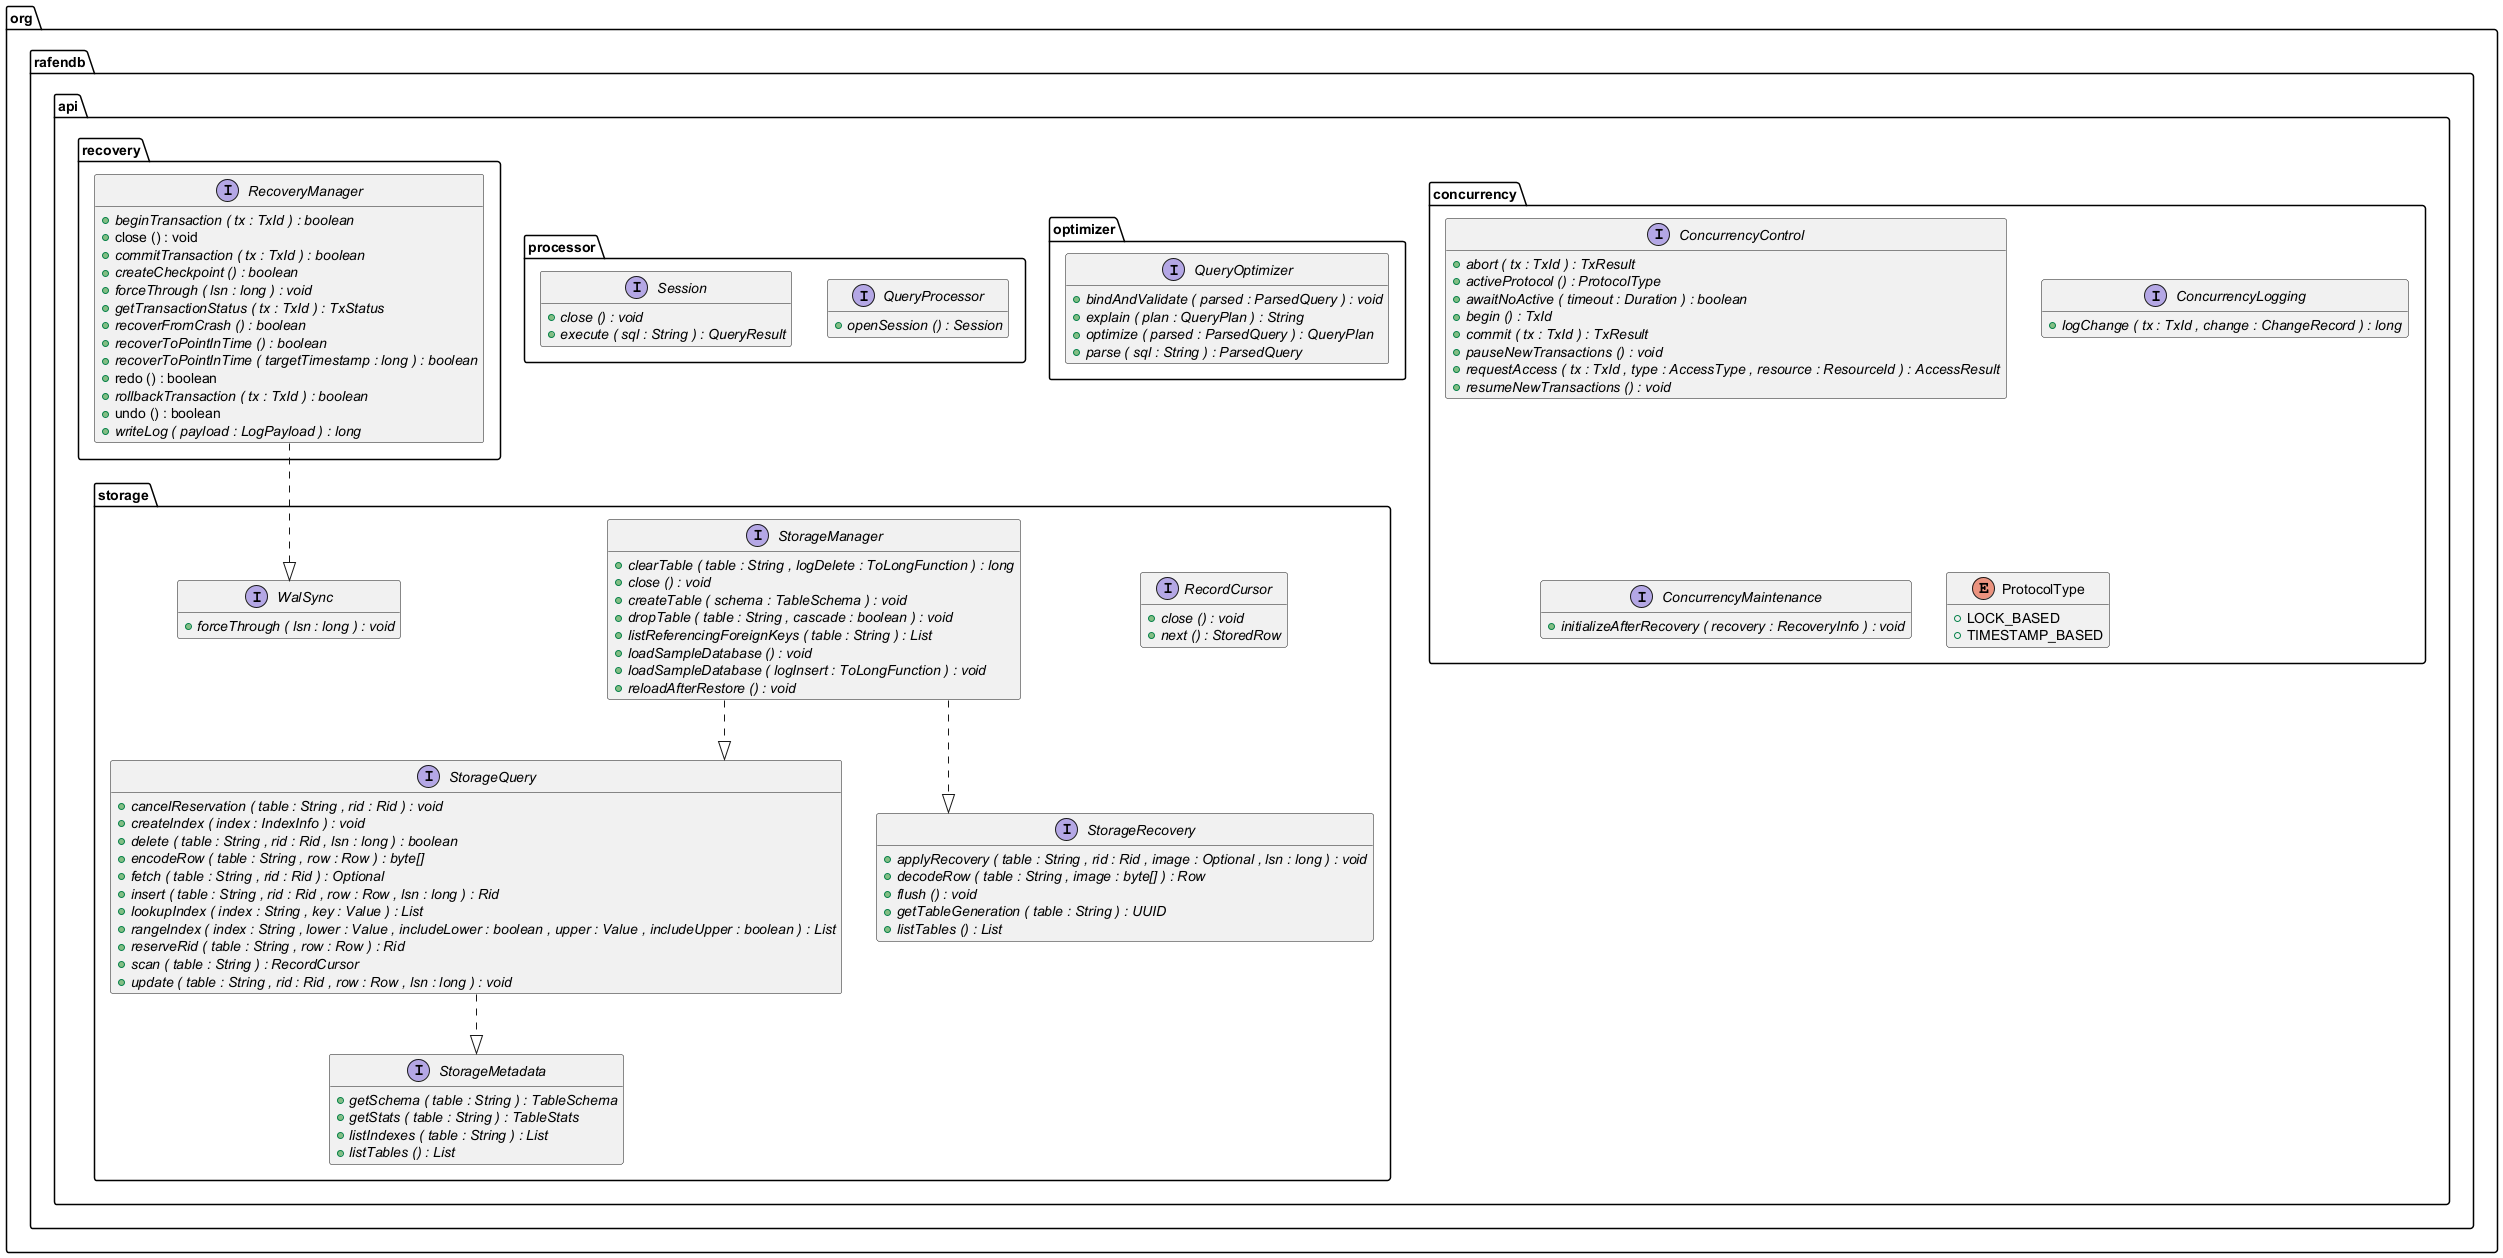 org
rafendb
api
recovery
I RecoveryManager
beginTransaction ( tx : TxId ) : boolean
close () : void
commitTransaction ( tx : TxId ) : boolean
createCheckpoint () : boolean
forceThrough ( lsn : long ) : void
getTransactionStatus ( tx : TxId ) : TxStatus
recoverFromCrash () : boolean
recoverToPointInTime () : boolean
recoverToPointInTime ( targetTimestamp : long ) : boolean
redo () : boolean
rollbackTransaction ( tx : TxId ) : boolean
undo () : boolean
writeLog ( payload : LogPayload ) : long
processor
I Session
close () : void
execute ( sql : String ) : QueryResult
I QueryProcessor
openSession () : Session
optimizer
I QueryOptimizer
bindAndValidate ( parsed : ParsedQuery ) : void
explain ( plan : QueryPlan ) : String
optimize ( parsed : ParsedQuery ) : QueryPlan
parse ( sql : String ) : ParsedQuery
concurrency
I ConcurrencyControl
abort ( tx : TxId ) : TxResult
activeProtocol () : ProtocolType
awaitNoActive ( timeout : Duration ) : boolean
begin () : TxId
commit ( tx : TxId ) : TxResult
pauseNewTransactions () : void
requestAccess ( tx : TxId , type : AccessType , resource : ResourceId ) : AccessResult
resumeNewTransactions () : void
I ConcurrencyLogging
logChange ( tx : TxId , change : ChangeRecord ) : long
I ConcurrencyMaintenance
initializeAfterRecovery ( recovery : RecoveryInfo ) : void
E ProtocolType
LOCK_BASED
TIMESTAMP_BASED
storage
I WalSync
forceThrough ( lsn : long ) : void
I StorageManager
clearTable ( table : String , logDelete : ToLongFunction ) : long
close () : void
createTable ( schema : TableSchema ) : void
dropTable ( table : String , cascade : boolean ) : void
listReferencingForeignKeys ( table : String ) : List
loadSampleDatabase () : void
loadSampleDatabase ( logInsert : ToLongFunction ) : void
reloadAfterRestore () : void
I RecordCursor
close () : void
next () : StoredRow
I StorageQuery
cancelReservation ( table : String , rid : Rid ) : void
createIndex ( index : IndexInfo ) : void
delete ( table : String , rid : Rid , lsn : long ) : boolean
encodeRow ( table : String , row : Row ) : byte[]
fetch ( table : String , rid : Rid ) : Optional
insert ( table : String , rid : Rid , row : Row , lsn : long ) : Rid
lookupIndex ( index : String , key : Value ) : List
rangeIndex ( index : String , lower : Value , includeLower : boolean , upper : Value , includeUpper : boolean ) : List
reserveRid ( table : String , row : Row ) : Rid
scan ( table : String ) : RecordCursor
update ( table : String , rid : Rid , row : Row , lsn : long ) : void
I StorageRecovery
applyRecovery ( table : String , rid : Rid , image : Optional , lsn : long ) : void
decodeRow ( table : String , image : byte[] ) : Row
flush () : void
getTableGeneration ( table : String ) : UUID
listTables () : List
I StorageMetadata
getSchema ( table : String ) : TableSchema
getStats ( table : String ) : TableStats
listIndexes ( table : String ) : List
listTables () : List